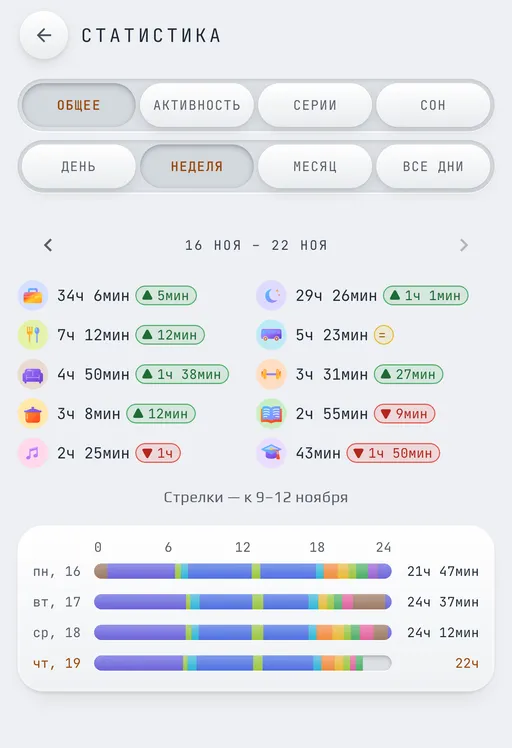 СТАТИСТИКА
ОБЩЕЕ АКТИВНОСТЬ СЕРИИ СОН
ДЕНЬ НЕДЕЛЯ МЕСЯЦ ВСЕ ДНИ
16 НОЯ – 22 НОЯ
34ч 6мин ▲ 5мин 29ч 26мин ▲ 1ч 1мин
7ч 12мин ▲ 12мин 5ч 23мин =
4ч 50мин ▲ 1ч 38мин 3ч 31мин ▲ 27мин
3ч 8мин ▲ 12мин 2ч 55мин ▼ 9мин
2ч 25мин ▼ 1ч 43мин ▼ 1ч 50мин
Стрелки — к 9–12 ноября
0 6 12 18 24
пн, 16 21ч 47мин
вт, 17 24ч 37мин
ср, 18 24ч 12мин
чт, 19 22ч